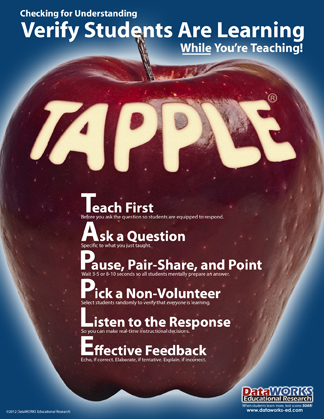 Checking for Understanding
Verify Students Are Learning
While You're Teaching!
TAPPLE®
Teach First
Before you ask the question so students are equipped to respond.
Ask a Question
Specific to what you just taught.
Pause, Pair-Share, and Point
Wait 3-5 or 8-10 seconds so all students mentally prepare an answer.
Pick a Non-Volunteer
Select students randomly to verify that everyone is learning.
Listen to the Response
So you can make real-time instructional decisions.
Effective Feedback
Echo, if correct. Elaborate, if tentative. Explain, if incorrect.
DataWORKS
Educational Research
When students learn more, test scores SOAR!
www.dataworks-ed.com
©2012 DataWORKS Educational Research